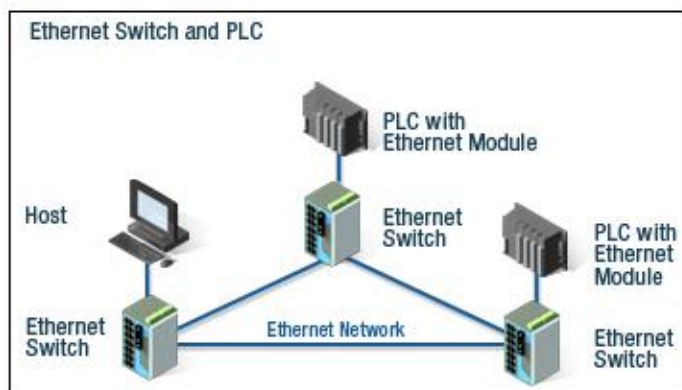 Ethernet Switch and PLC
PLC with
Ethernet Module
Host
Ethernet
Switch
PLC with
Ethernet
Module
Ethernet
Switch
Ethernet Network
Ethernet
Switch